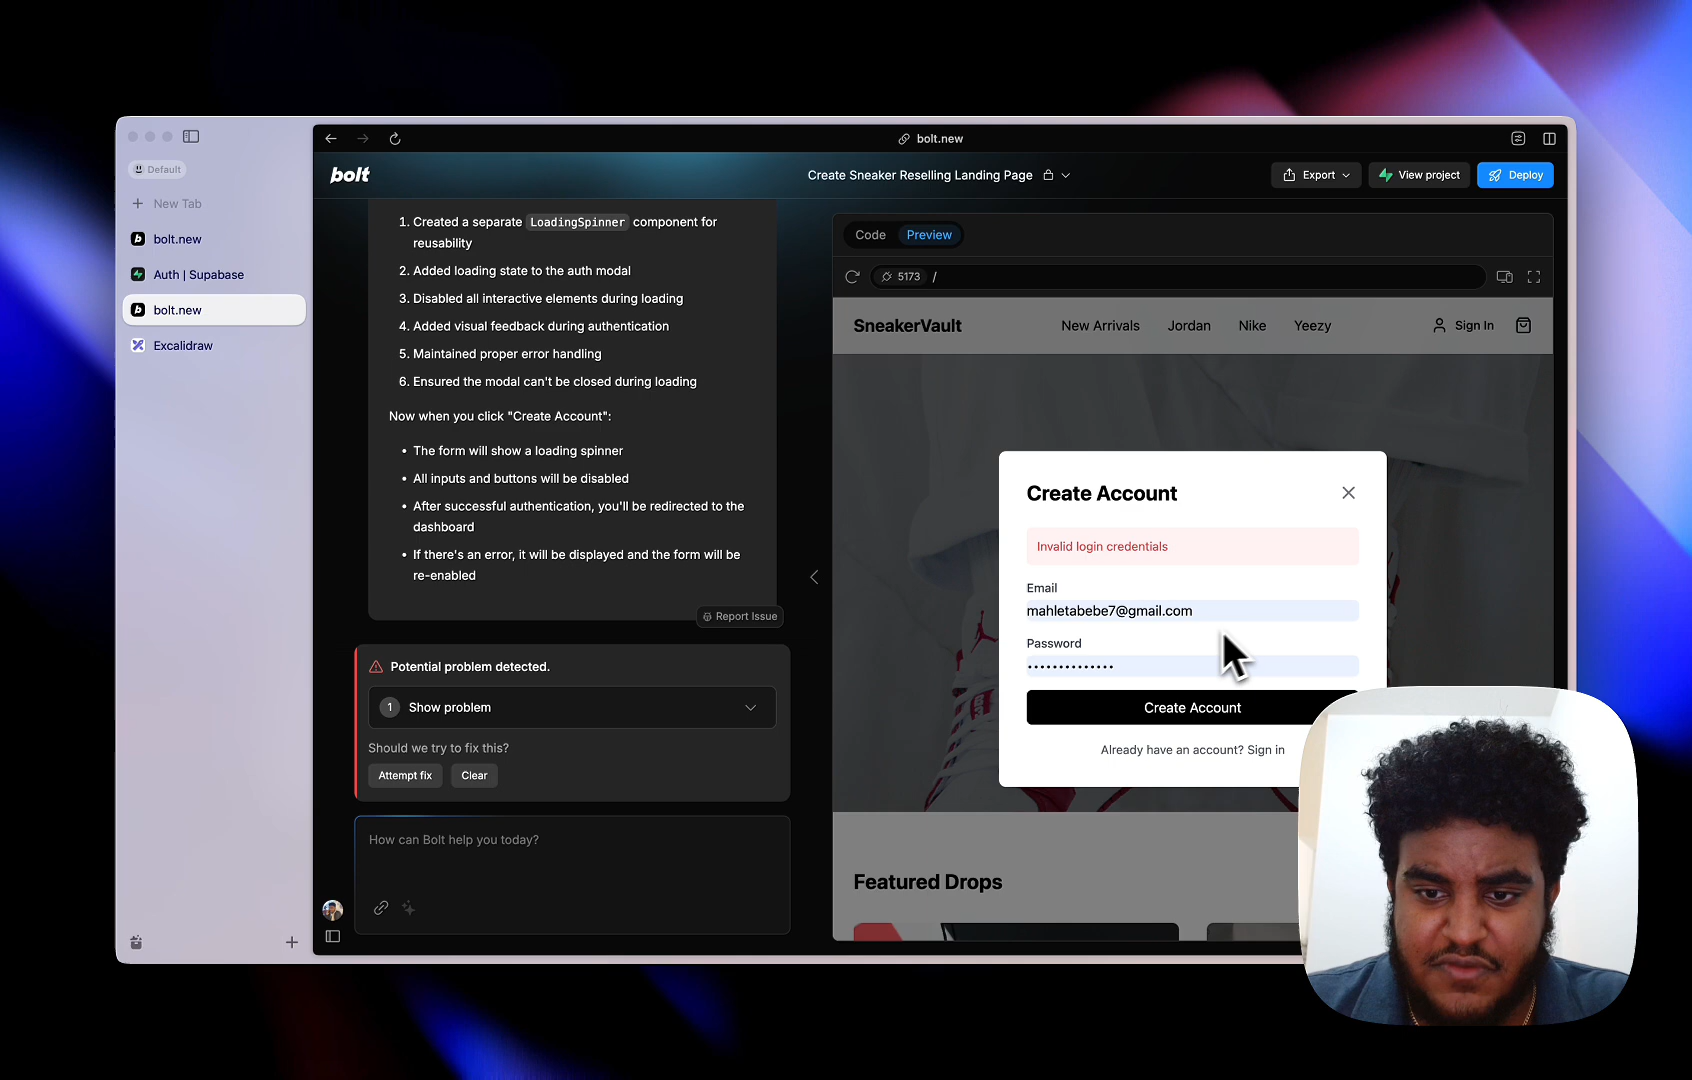 Default
New Tab
bolt.new
Auth | Supabase
bolt.new
Excalidraw
bolt.new
bolt
Create Sneaker Reselling Landing Page
Export
View project
Deploy
1. Created a separate LoadingSpinner component for
reusability
2. Added loading state to the auth modal
3. Disabled all interactive elements during loading
4. Added visual feedback during authentication
5. Maintained proper error handling
6. Ensured the modal can't be closed during loading
Now when you click "Create Account":
• The form will show a loading spinner
• All inputs and buttons will be disabled
• After successful authentication, you'll be redirected to the
dashboard
• If there's an error, it will be displayed and the form will be
re-enabled
Report Issue
Potential problem detected.
1 Show problem
Should we try to fix this?
Attempt fix
Clear
How can Bolt help you today?
Code
Preview
5173 /
SneakerVault
New Arrivals
Jordan
Nike
Yeezy
Sign In
Create Account
Invalid login credentials
Email
mahletabebe7@gmail.com
Password
••••••••••••••
Create Account
Already have an account? Sign in
Featured Drops